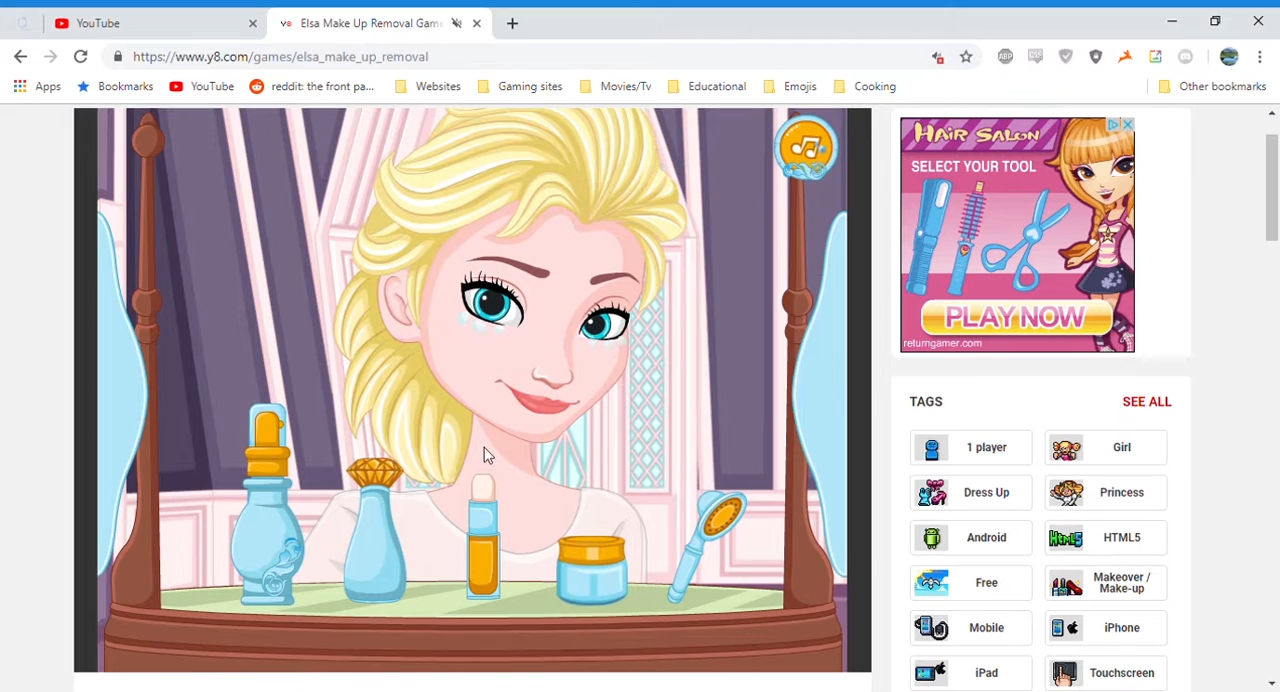 YouTube
Y8 Elsa Make Up Removal Gam
https://www.y8.com/games/elsa_make_up_removal
ABP
Apps Bookmarks YouTube reddit: the front pa... Websites Gaming sites Movies/Tv Educational Emojis Cooking Other bookmarks
HAIR SALON
SELECT YOUR TOOL
PLAY NOW
returngamer.com
TAGS SEE ALL
1 player Girl
Dress Up Princess
Android HTML5 HTML5
Free Makeover /
Make-up
Mobile iPhone
iPad Touchscreen